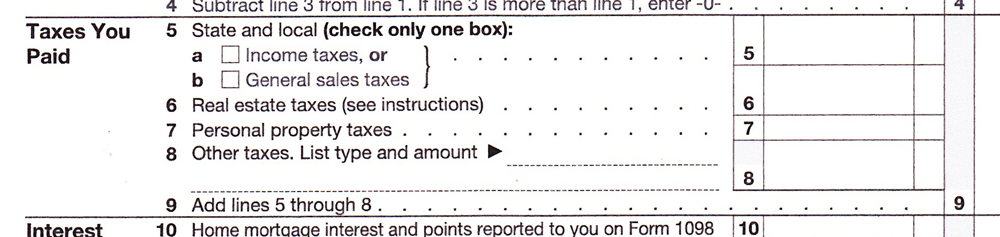 4 Subtract line 3 from line 1. If line 3 is more than line 1, enter -0- . . . . . . . . 4
Taxes You Paid
5 State and local (check only one box):
a Income taxes, or . . . . . . . . . . . 5
b General sales taxes
6 Real estate taxes (see instructions) . . . . . . . . . 6
7 Personal property taxes . . . . . . . . . . . . . 7
8 Other taxes. List type and amount ▶
8
9 Add lines 5 through 8 . . . . . . . . . . . . . . . . . . . . . . 9
Interest
10 Home mortgage interest and points reported to you on Form 1098 10